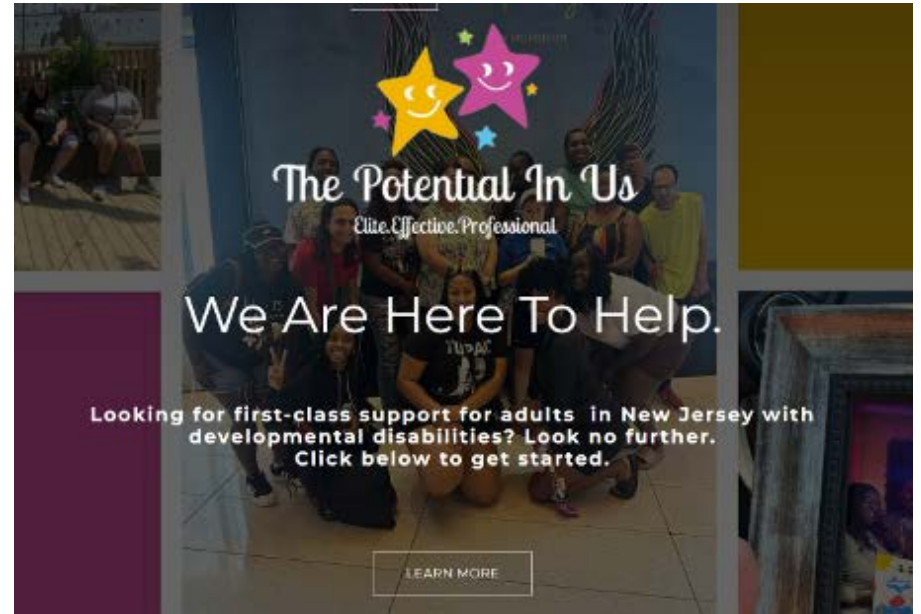 The Potential In Us
Elite.Effective.Professional
We Are Here To Help.
TUPAC
Looking for first-class support for adults in New Jersey with
developmental disabilities? Look no further.
Click below to get started.
LEARN MORE